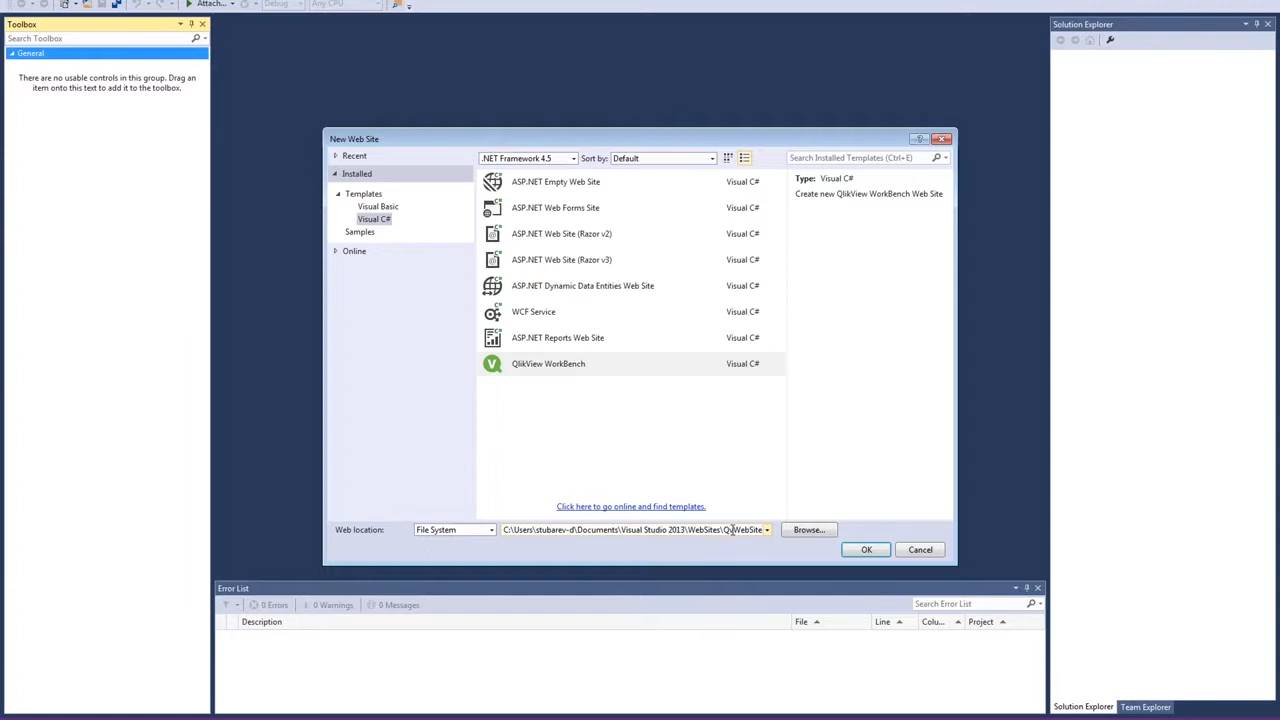 Attach...
Debug
Any CPU
Toolbox
Search Toolbox
General
There are no usable controls in this group. Drag an
item onto this text to add it to the toolbox.
New Web Site
Recent
Installed
Templates
Visual Basic
Visual C#
Samples
Online
.NET Framework 4.5
Sort by:
Default
ASP.NET Empty Web Site
Visual C#
ASP.NET Web Forms Site
Visual C#
ASP.NET Web Site (Razor v2)
Visual C#
ASP.NET Web Site (Razor v3)
Visual C#
ASP.NET Dynamic Data Entities Web Site
Visual C#
WCF Service
Visual C#
ASP.NET Reports Web Site
Visual C#
QlikView WorkBench
Visual C#
Click here to go online and find templates.
Search Installed Templates (Ctrl+E)
Type: Visual C#
Create new QlikView WorkBench Web Site
Web location:
File System
C:\Users\stubarev-d\Documents\Visual Studio 2013\WebSites\QvWebSite
Browse...
OK
Cancel
Error List
0 Errors
0 Warnings
0 Messages
Search Error List
Description
File
Line
Colu...
Project
Solution Explorer
Solution Explorer
Team Explorer